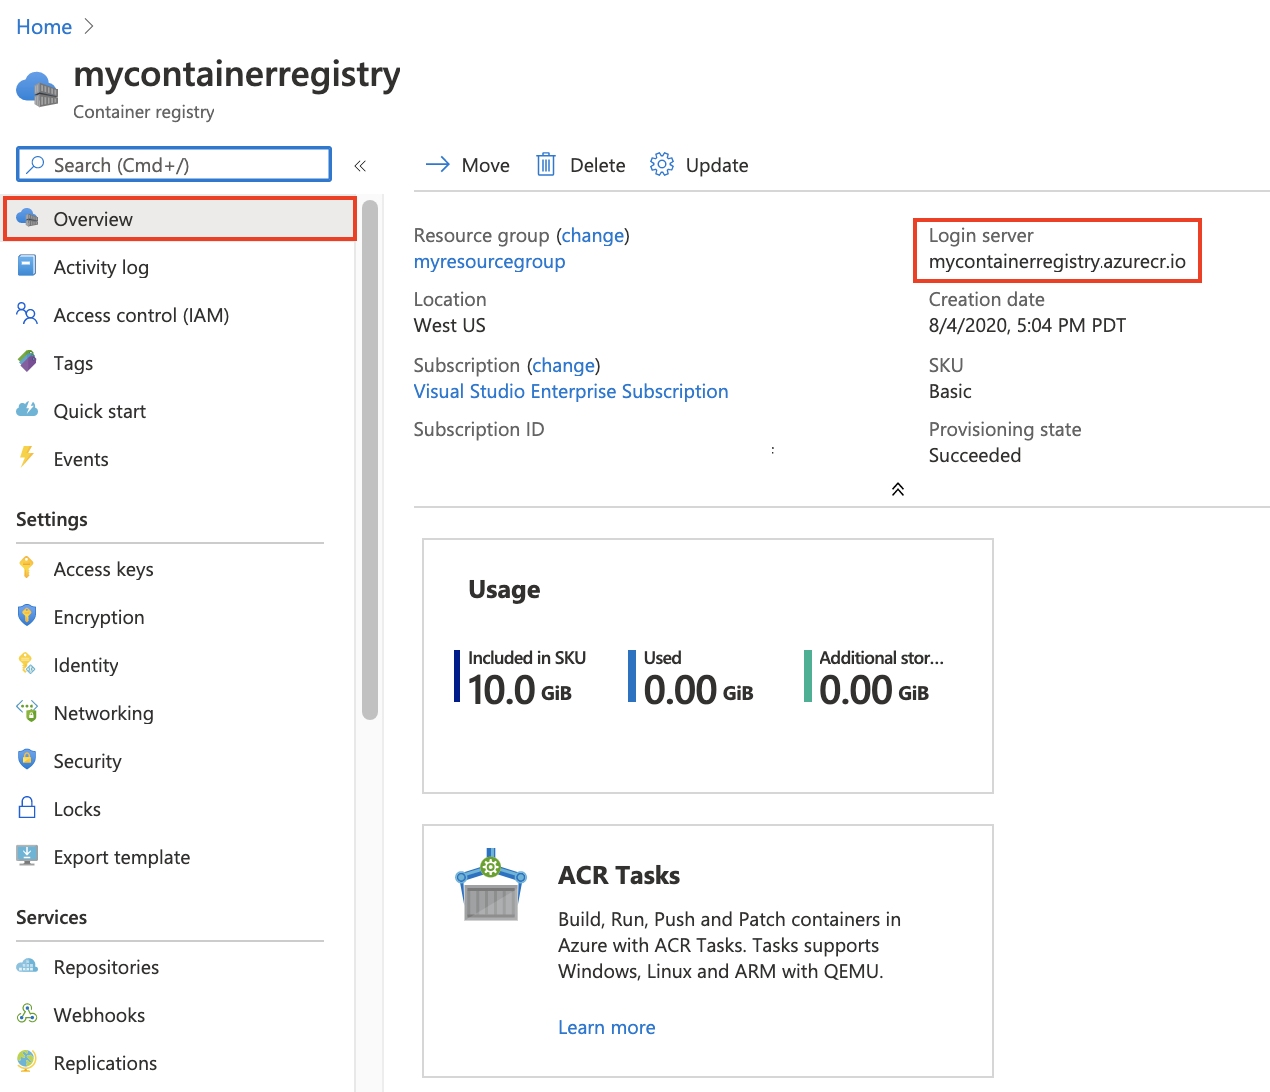 Home
mycontainerregistry
Container registry
Search (Cmd+/)
«
Move
Delete
Update
Overview
Activity log
Access control (IAM)
Tags
Quick start
Events
Settings
Access keys
Encryption
Identity
Networking
Security
Locks
Export template
Services
Repositories
Webhooks
Replications
Resource group (change)
myresourcegroup
Location
West US
Subscription (change)
Visual Studio Enterprise Subscription
Subscription ID
:
Login server
mycontainerregistry.azurecr.io
Creation date
8/4/2020, 5:04 PM PDT
SKU
Basic
Provisioning state
Succeeded
Usage
Included in SKU
10.0 GiB
Used
0.00 GiB
Additional stor...
0.00 GiB
ACR Tasks
Build, Run, Push and Patch containers in
Azure with ACR Tasks. Tasks supports
Windows, Linux and ARM with QEMU.
Learn more